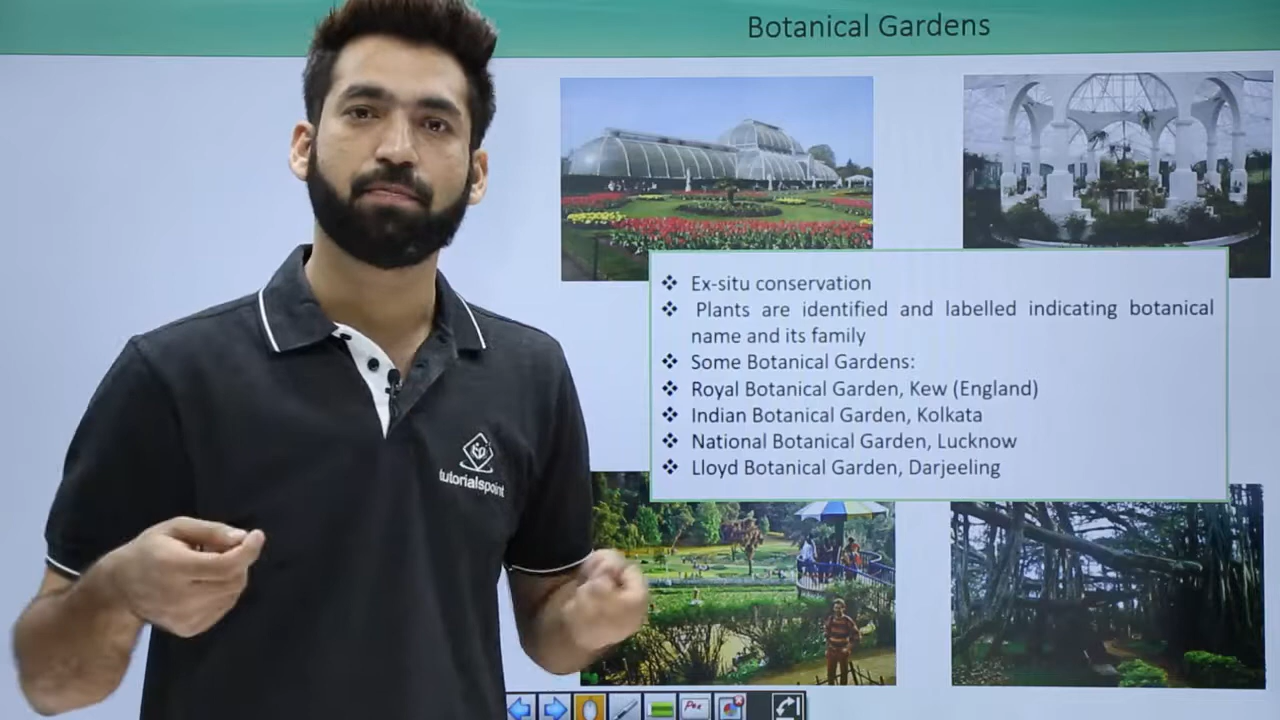 Botanical Gardens
❖ Ex-situ conservation
❖ Plants are identified and labelled indicating botanical
name and its family
❖ Some Botanical Gardens:
❖ Royal Botanical Garden, Kew (England)
❖ Indian Botanical Garden, Kolkata
❖ National Botanical Garden, Lucknow
❖ Lloyd Botanical Garden, Darjeeling
tutorialspoint